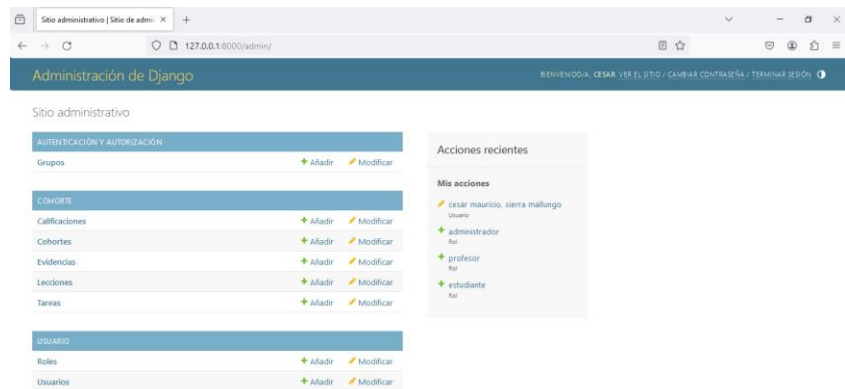 Sitio administrativo | Sitio de admi
127.0.0.1:8000/admin/
Administración de Django
BIENVENIDO/A, CESAR. VER EL SITIO / CAMBIAR CONTRASEÑA / TERMINAR SESIÓN
Sitio administrativo
AUTENTICACIÓN Y AUTORIZACIÓN
Grupos + Añadir Modificar
COHORTE
Calificaciones + Añadir Modificar
Cohortes + Añadir Modificar
Evidencias + Añadir Modificar
Lecciones + Añadir Modificar
Tareas + Añadir Modificar
USUARIO
Roles + Añadir Modificar
Usuarios + Añadir Modificar
Acciones recientes
Mis acciones
cesar mauricio, sierra mallungo
Usuario
+ administrador
Rol
+ profesor
Rol
+ estudiante
Rol